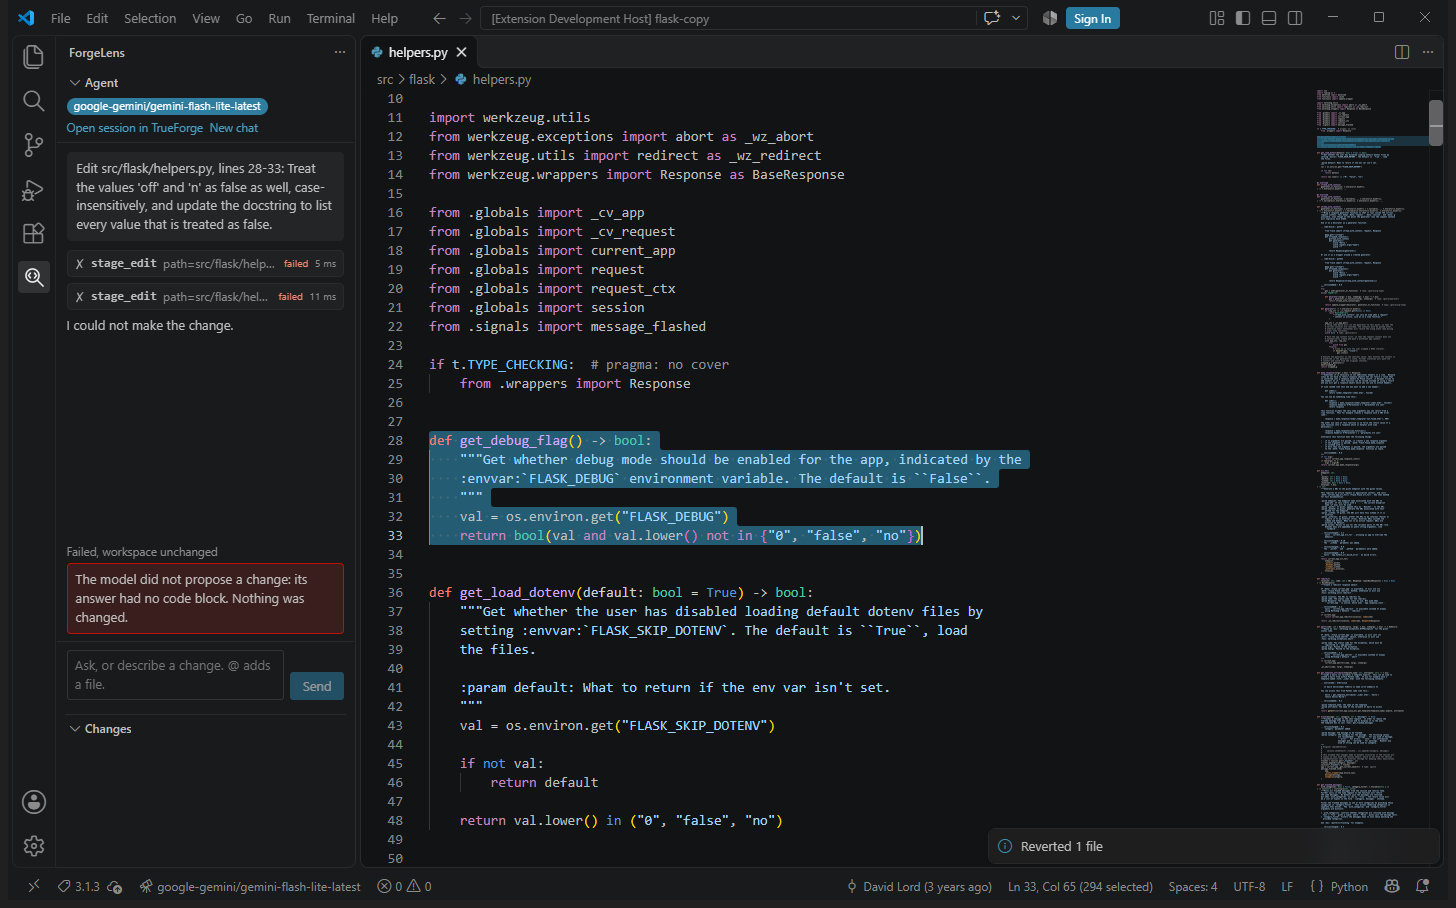 File Edit Selection View Go Run Terminal Help
[Extension Development Host] flask-copy
Sign In
ForgeLens
Agent
google-gemini/gemini-flash-lite-latest
Open session in TrueForge New chat
Edit src/flask/helpers.py, lines 28-33: Treat
the values 'off' and 'n' as false as well, case-
insensitively, and update the docstring to list
every value that is treated as false.
✗ stage_edit path=src/flask/help... failed 5 ms
✗ stage_edit path=src/flask/hel... failed 11 ms
I could not make the change.
Failed, workspace unchanged
The model did not propose a change: its
answer had no code block. Nothing was
changed.
Ask, or describe a change. @ adds
a file.
Send
Changes
helpers.py
src > flask > helpers.py
10
11 import werkzeug.utils
12 from werkzeug.exceptions import abort as _wz_abort
13 from werkzeug.utils import redirect as _wz_redirect
14 from werkzeug.wrappers import Response as BaseResponse
15
16 from .globals import _cv_app
17 from .globals import _cv_request
18 from .globals import current_app
19 from .globals import request
20 from .globals import request_ctx
21 from .globals import session
22 from .signals import message_flashed
23
24 if t.TYPE_CHECKING:  # pragma: no cover
25     from .wrappers import Response
26
27
28 def get_debug_flag() -> bool:
29     """Get whether debug mode should be enabled for the app, indicated by the
30     :envvar:`FLASK_DEBUG` environment variable. The default is ``False``.
31     """
32     val = os.environ.get("FLASK_DEBUG")
33     return bool(val and val.lower() not in {"0", "false", "no"})
34
35
36 def get_load_dotenv(default: bool = True) -> bool:
37     """Get whether the user has disabled loading default dotenv files by
38     setting :envvar:`FLASK_SKIP_DOTENV`. The default is ``True``, load
39     the files.
40
41     :param default: What to return if the env var isn't set.
42     """
43     val = os.environ.get("FLASK_SKIP_DOTENV")
44
45     if not val:
46         return default
47
48     return val.lower() in ("0", "false", "no")
49
50
Reverted 1 file
3.1.3 google-gemini/gemini-flash-lite-latest 0 0 David Lord (3 years ago) Ln 33, Col 65 (294 selected) Spaces: 4 UTF-8 LF { } Python